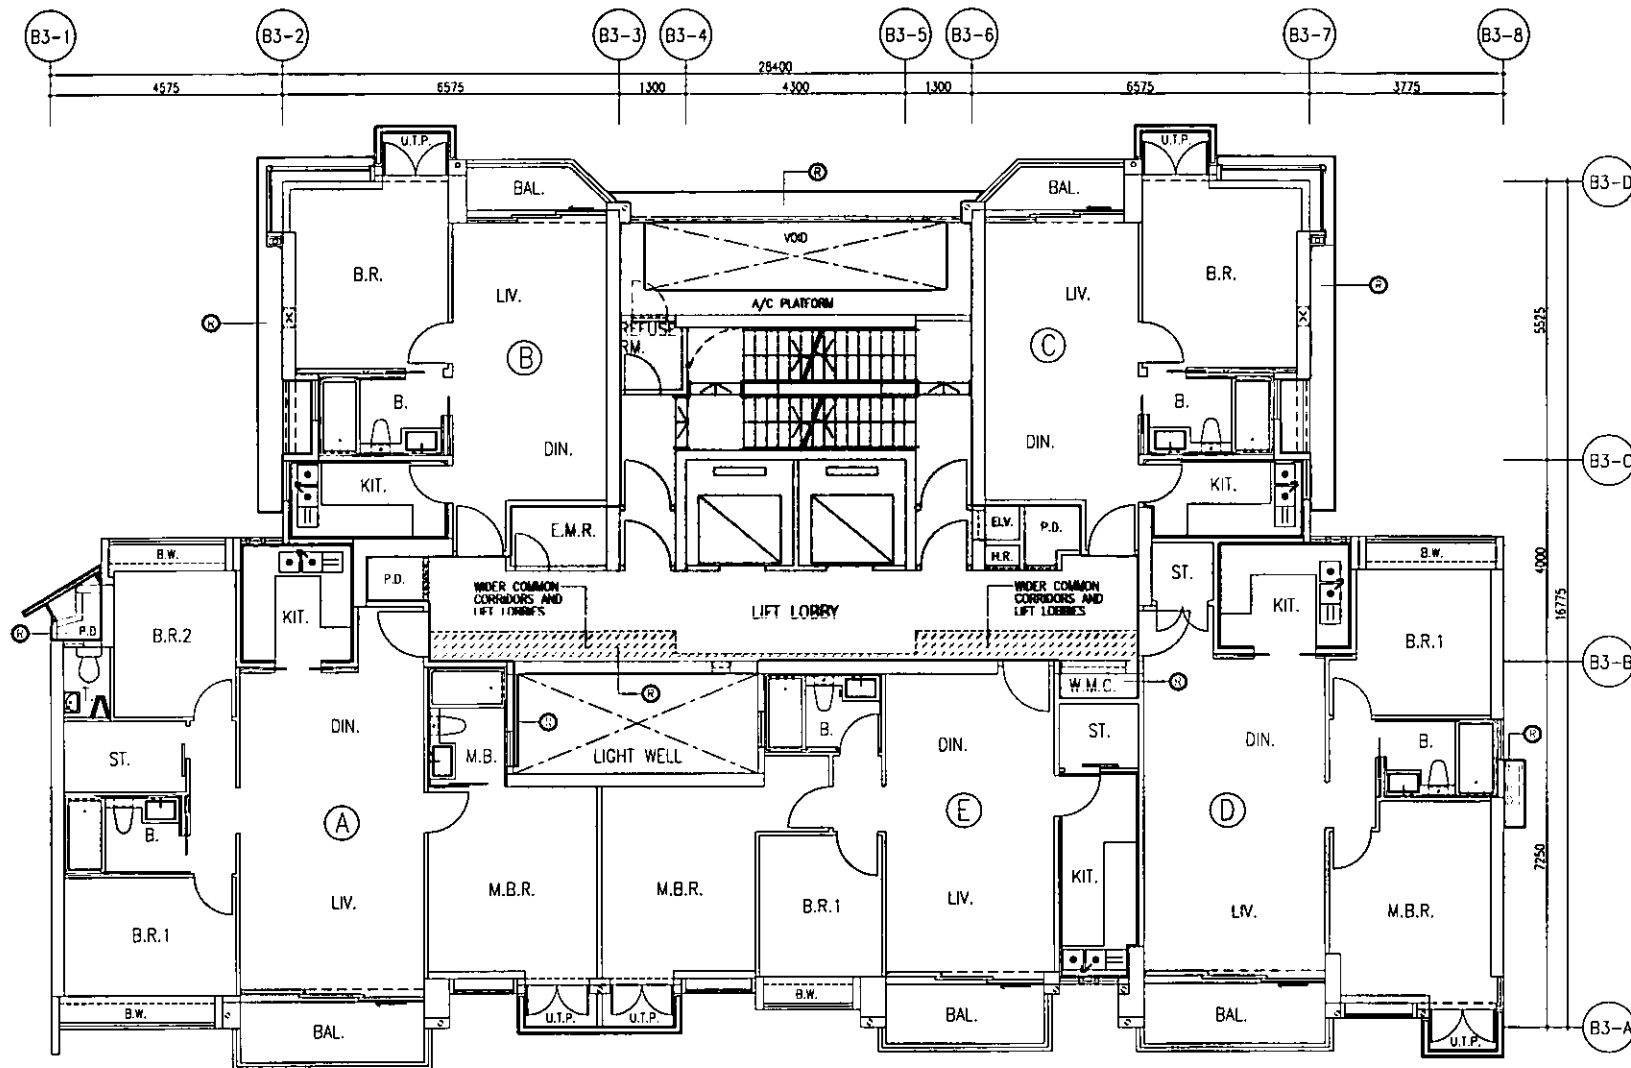 B3-1 B3-2 B3-3 B3-4 B3-5 B3-6 B3-7 B3-8
28400
4575 6575 1300 4300 1300 6575 3775
U.T.P. U.T.P.
BAL. R BAL. B3-D
VOID
B.R. LIV. LIV. B.R.
A/C PLATFORM
R R
REFUSE
RM.
B C
5525
B. B.
DIN. DIN.
B3-C
KIT. KIT.
E.M.R. ELV. P.D.
B.W. H.R. B.W.
P.D. ST.
WIDER COMMON
CORRIDORS AND
LIFT LOBBIES
WIDER COMMON
CORRIDORS AND
LIFT LOBBIES
LIFT LOBBY
4000
16775
KIT. KIT.
R P.D B.R.2 B.R.1
B3-B
T. R W.M.C. R
DIN. R ST. R
ST. M.B. LIGHT WELL B. DIN. DIN. B.
A E D
B.
7250
M.B.R. M.B.R. KIT.
LIV. B.R.1 LIV. LIV. M.B.R.
B.R.1
B.W. B.W.
U.T.P. U.T.P.
BAL. BAL. BAL. U.T.P. B3-A